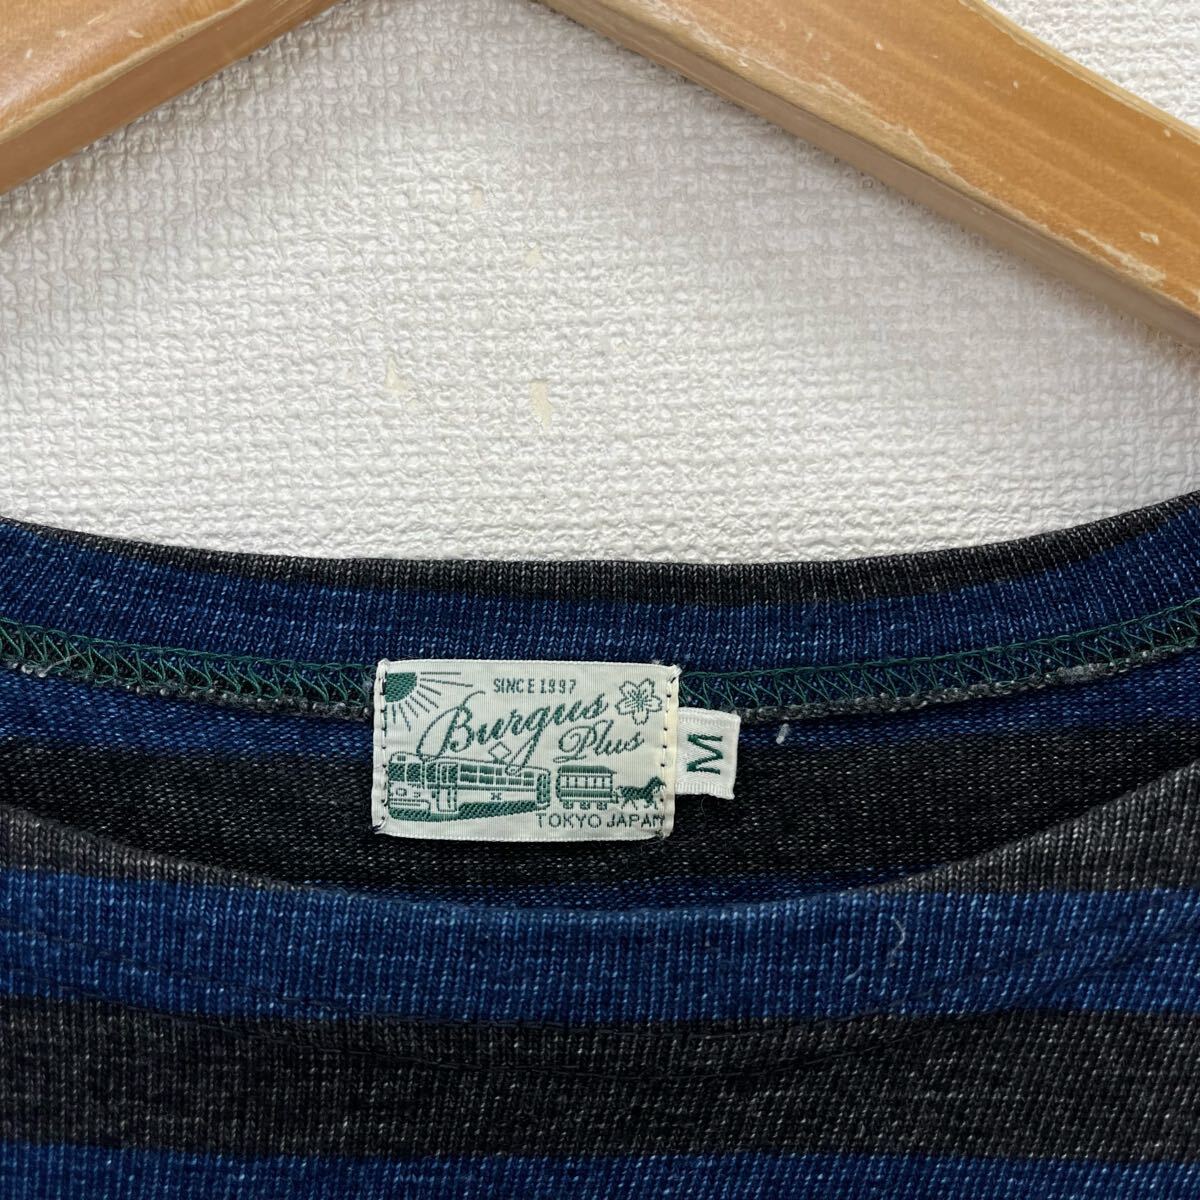 SINCE 1997
Burgus
Plus
TOKYO JAPAN
M